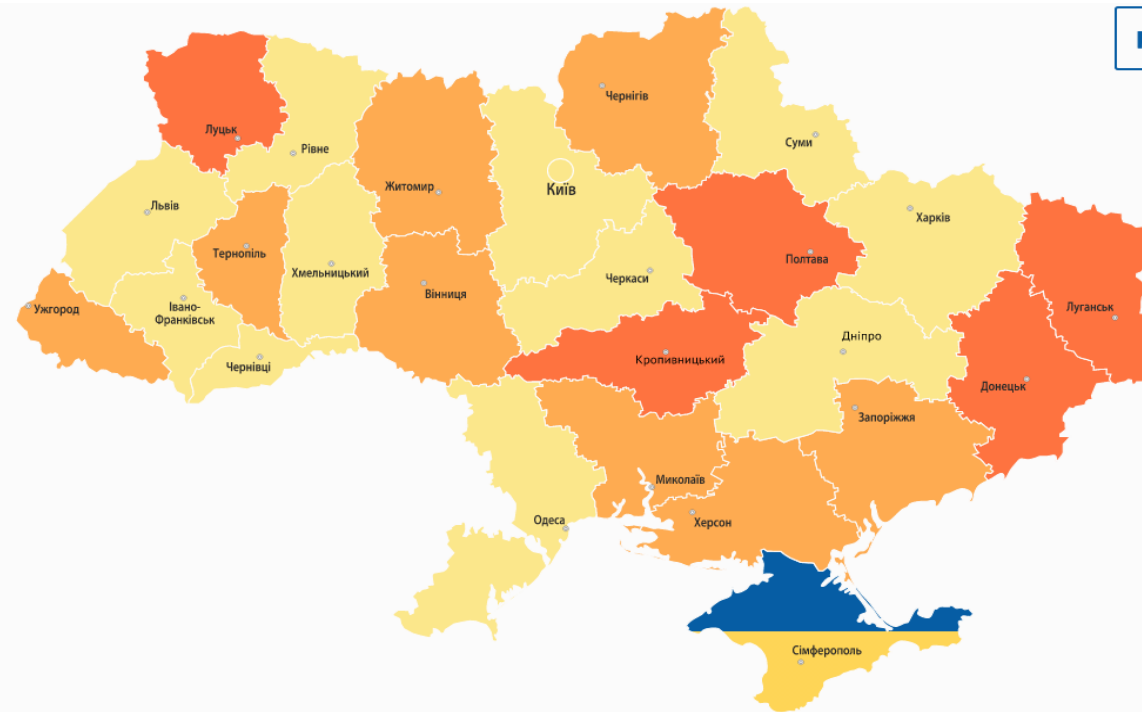 Чернігів
Луцьк
Суми
Рівне
Київ
Житомир
Львів
Харків
Тернопіль
Полтава
Хмельницький
Черкаси
Вінниця
Ужгород
Івано-
Франківськ
Луганськ
Дніпро
Кропивницький
Чернівці
Донецьк
Запоріжжя
Миколаїв
Одеса
Херсон
Сімферополь